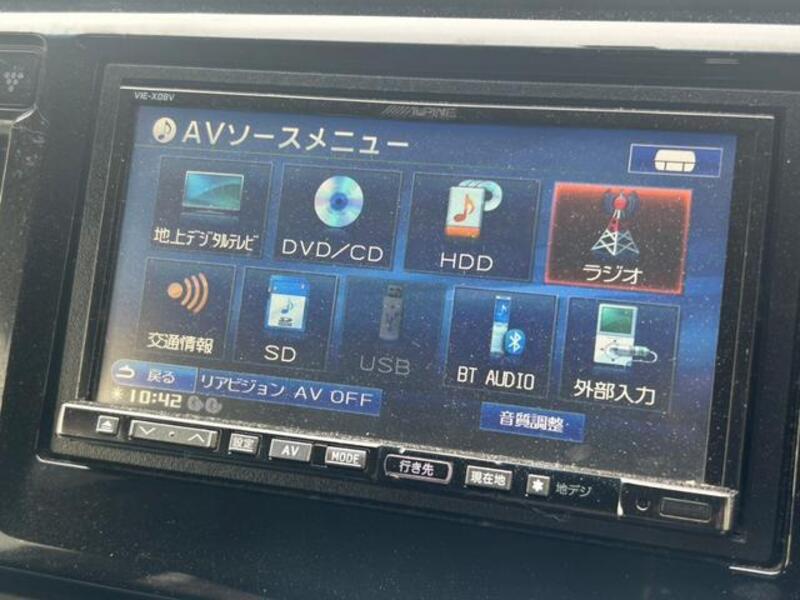 VIE-X08V
ALPINE
AVソースメニュー
地上デジタルテレビ
DVD/CD
HDD
ラジオ
交通情報
SD
USB
BT AUDIO
外部入力
戻る
リアビジョン AV OFF
10:42
音質調整
設定
AV
MODE
行き先
現在地
✱ 地デジ